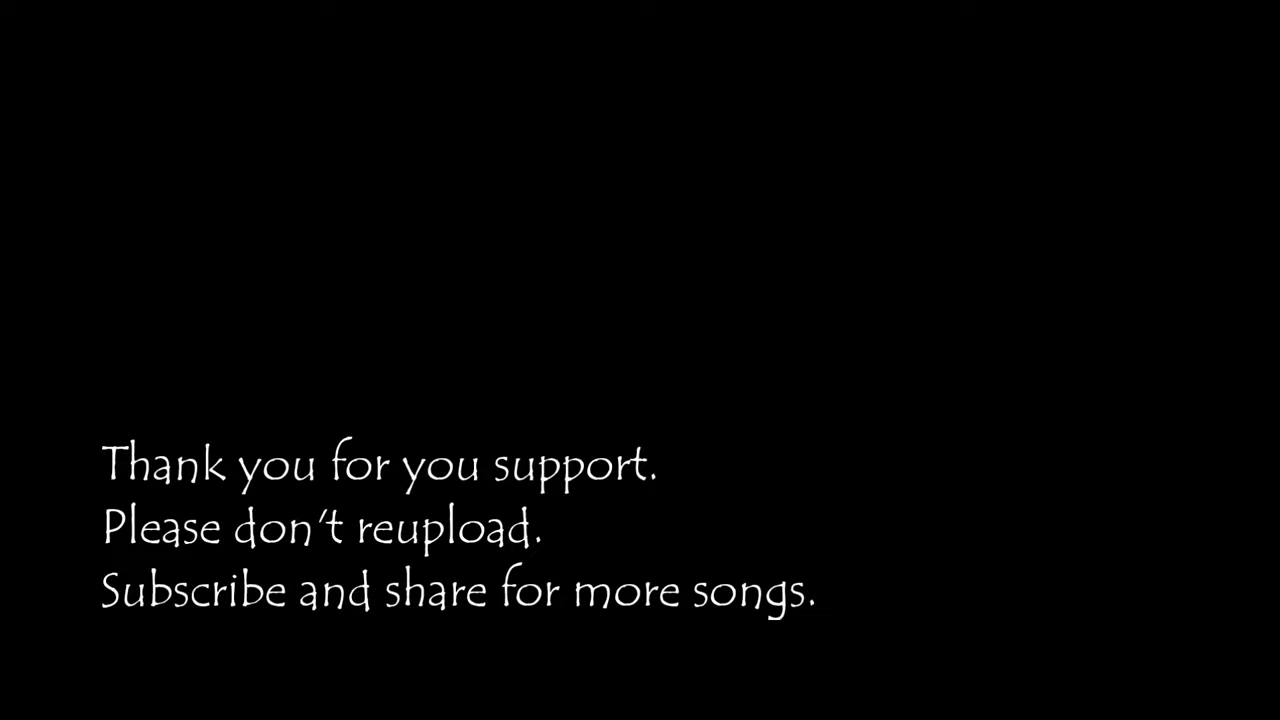 Thank you for you support.
Please don't reupload.
Subscribe and share for more songs.